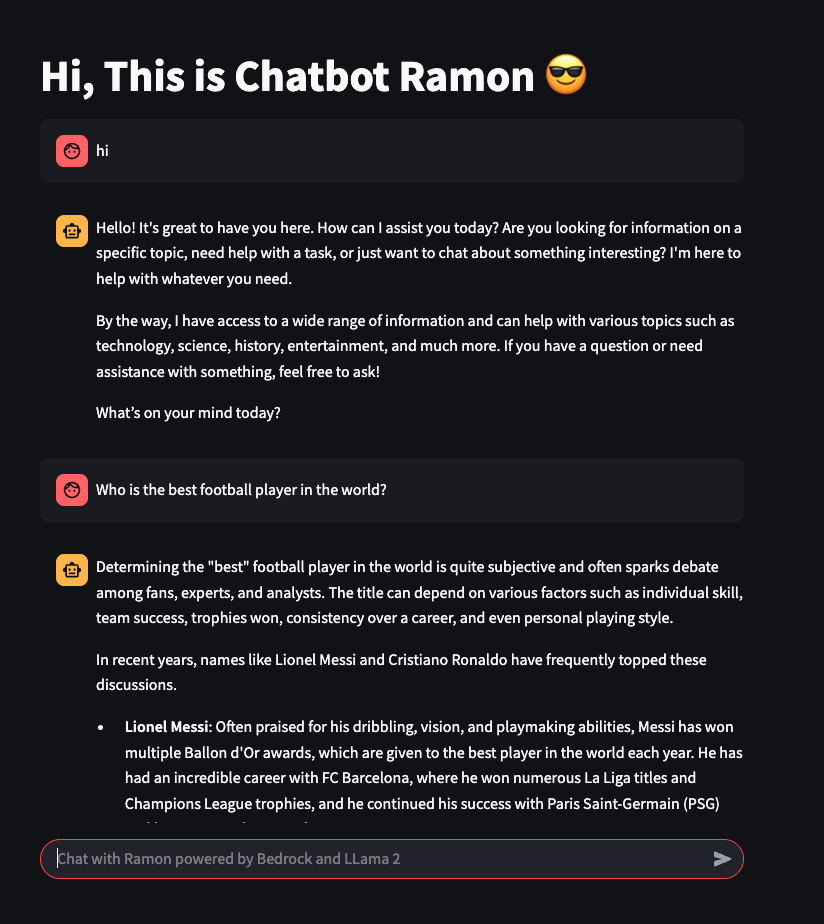 Hi, This is Chatbot Ramon 😎
hi
Hello! It's great to have you here. How can I assist you today? Are you looking for information on a
specific topic, need help with a task, or just want to chat about something interesting? I'm here to
help with whatever you need.
By the way, I have access to a wide range of information and can help with various topics such as
technology, science, history, entertainment, and much more. If you have a question or need
assistance with something, feel free to ask!
What’s on your mind today?
Who is the best football player in the world?
Determining the "best" football player in the world is quite subjective and often sparks debate
among fans, experts, and analysts. The title can depend on various factors such as individual skill,
team success, trophies won, consistency over a career, and even personal playing style.
In recent years, names like Lionel Messi and Cristiano Ronaldo have frequently topped these
discussions.
• Lionel Messi: Often praised for his dribbling, vision, and playmaking abilities, Messi has won
multiple Ballon d'Or awards, which are given to the best player in the world each year. He has
had an incredible career with FC Barcelona, where he won numerous La Liga titles and
Champions League trophies, and he continued his success with Paris Saint-Germain (PSG)
Chat with Ramon powered by Bedrock and LLama 2